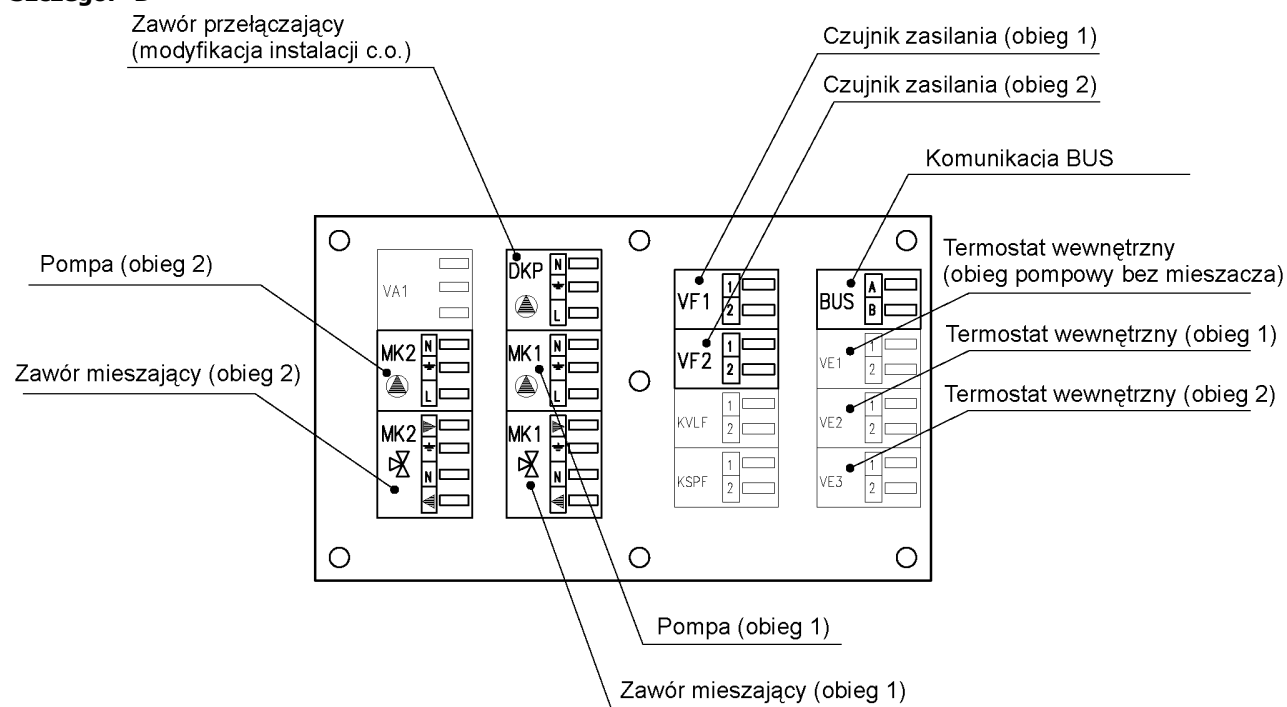 Zawór przełączający
(modyfikacja instalacji c.o.)
Czujnik zasilania (obieg 1)
Czujnik zasilania (obieg 2)
Komunikacja BUS
Termostat wewnętrzny
(obieg pompowy bez mieszacza)
Termostat wewnętrzny (obieg 1)
Termostat wewnętrzny (obieg 2)
Pompa (obieg 2)
Zawór mieszający (obieg 2)
VA1
MK2
N
L
MK2
N
DKP
N
L
MK1
N
L
MK1
N
VF1
1
2
VF2
1
2
KVLF
1
2
KSPF
1
2
BUS
A
B
VE1
1
2
VE2
1
2
VE3
1
2
Pompa (obieg 1)
Zawór mieszający (obieg 1)